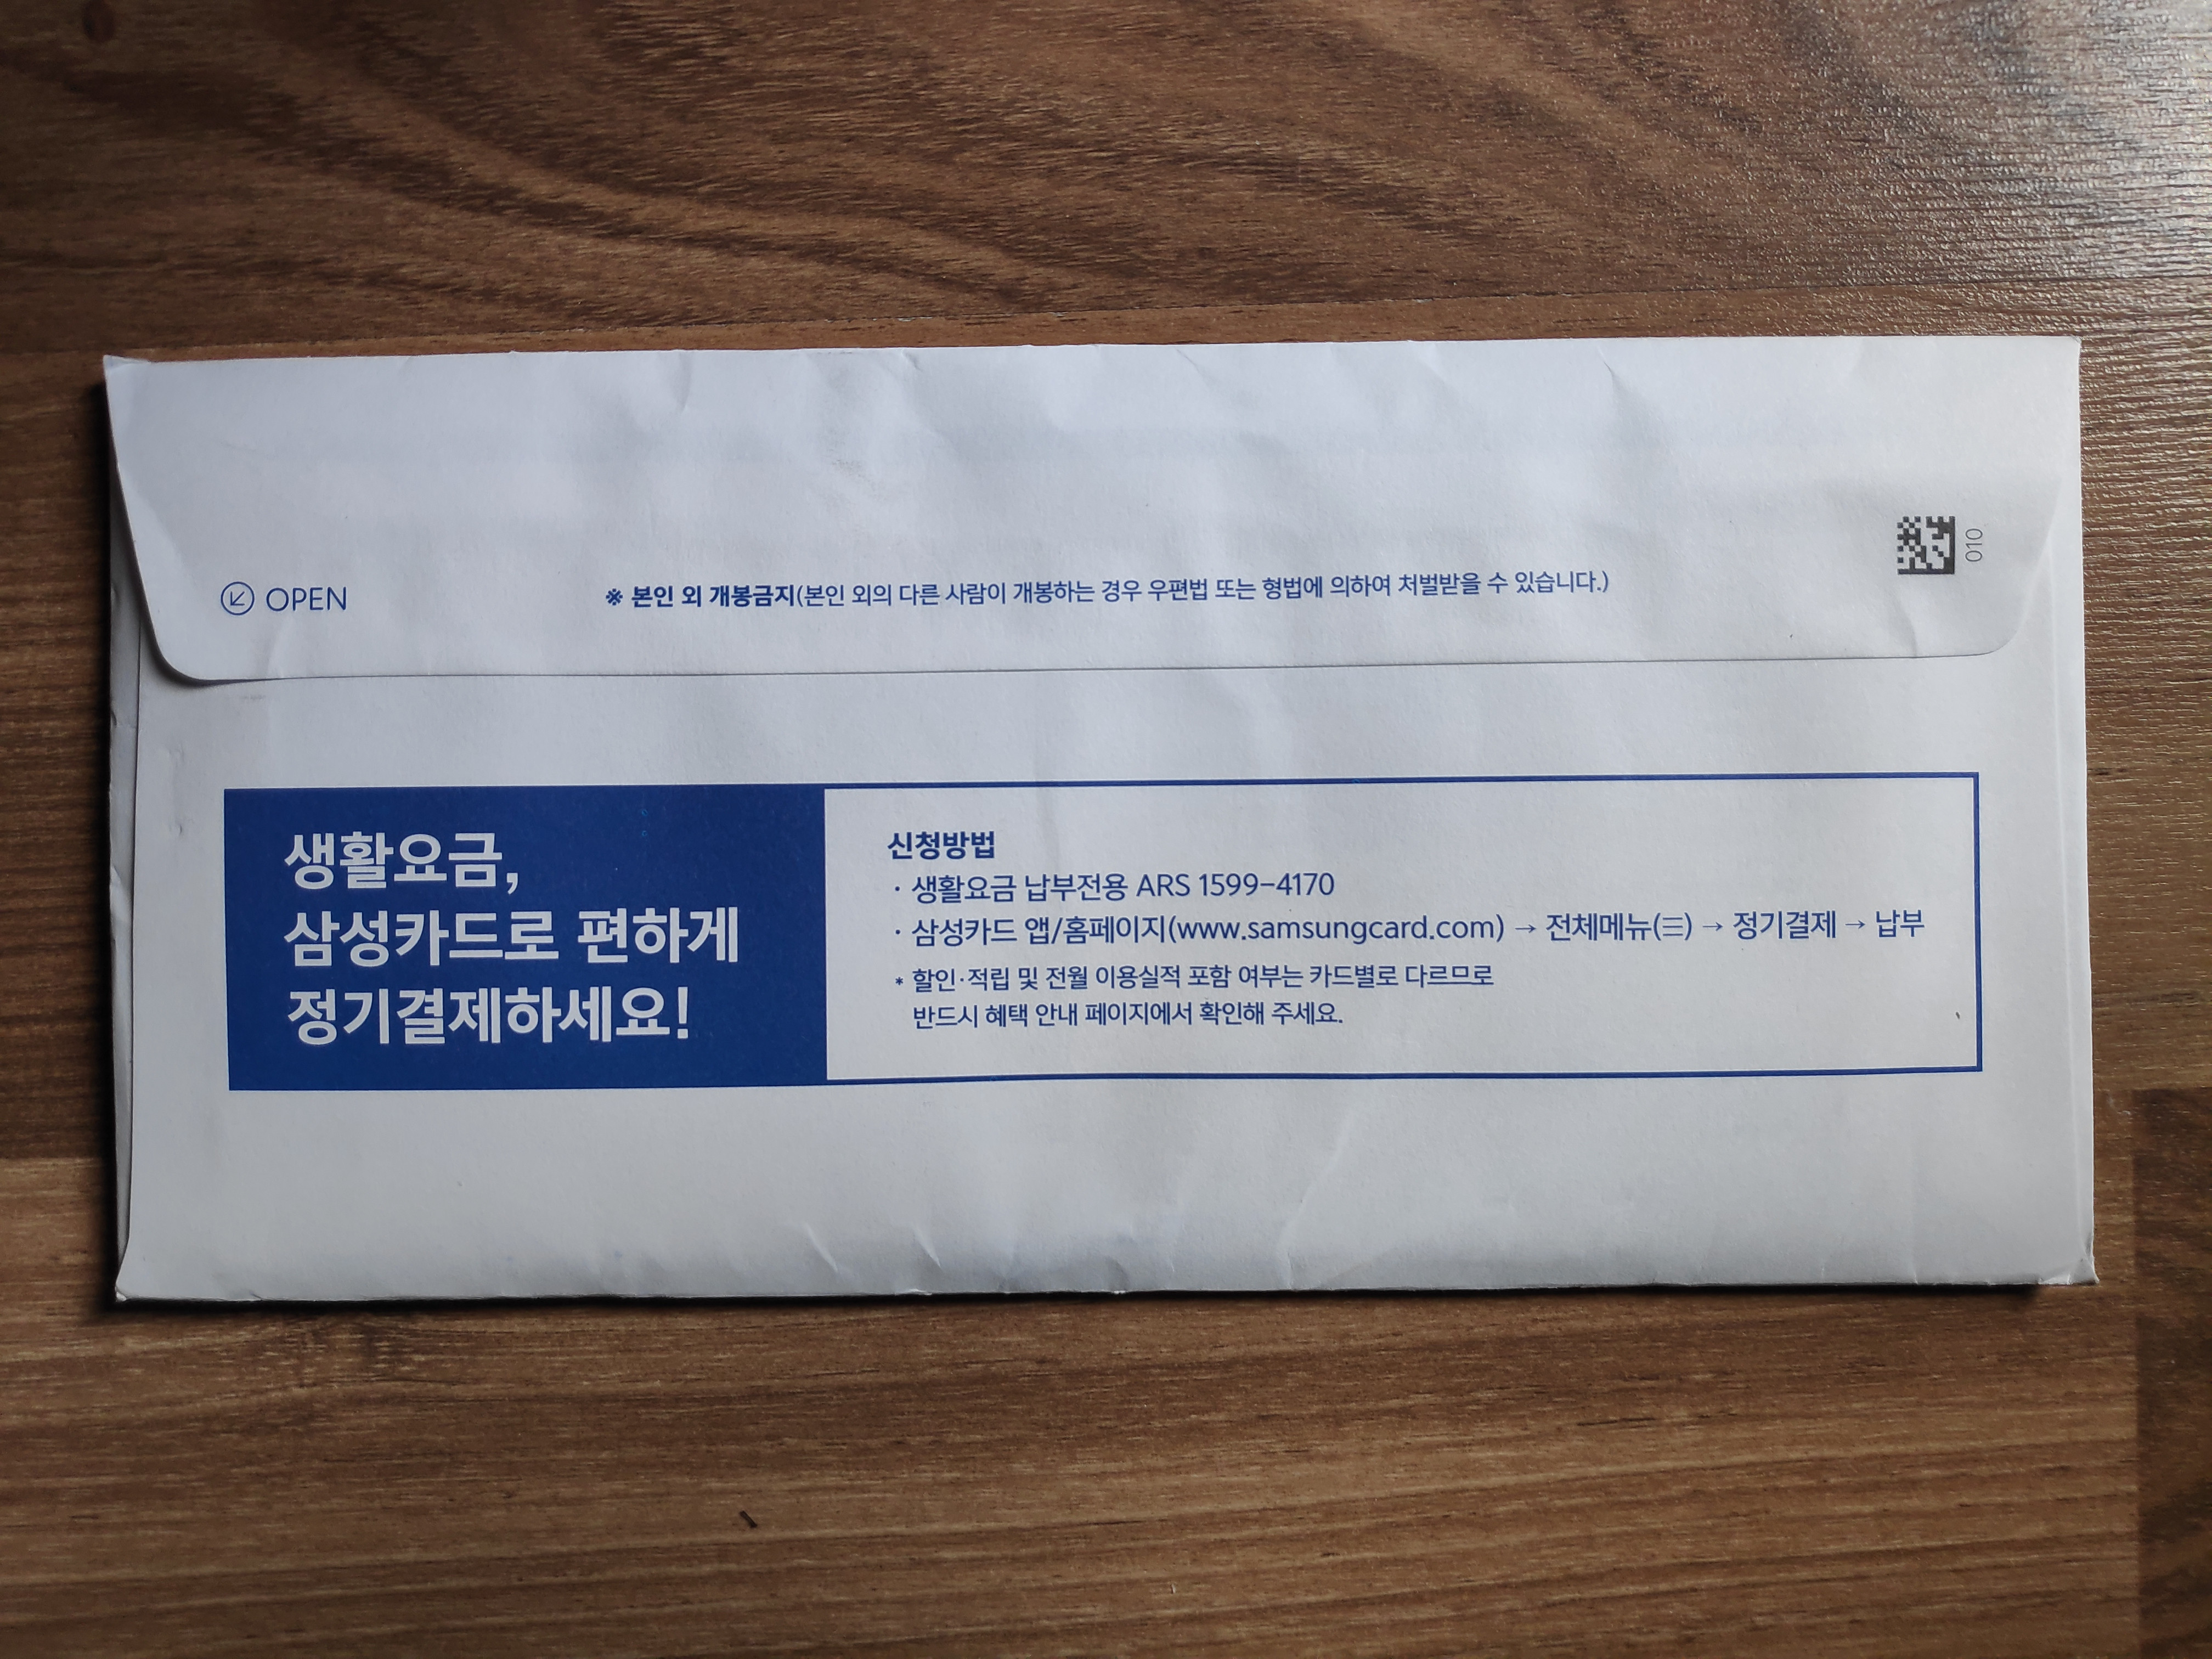 OPEN
※ 본인 외 개봉금지(본인 외의 다른 사람이 개봉하는 경우 우편법 또는 형법에 의하여 처벌받을 수 있습니다.)
010
생활요금,
삼성카드로 편하게
정기결제하세요!
신청방법
· 생활요금 납부전용 ARS 1599-4170
· 삼성카드 앱/홈페이지(www.samsungcard.com) → 전체메뉴(☰) → 정기결제 → 납부
* 할인·적립 및 전월 이용실적 포함 여부는 카드별로 다르므로
반드시 혜택 안내 페이지에서 확인해 주세요.